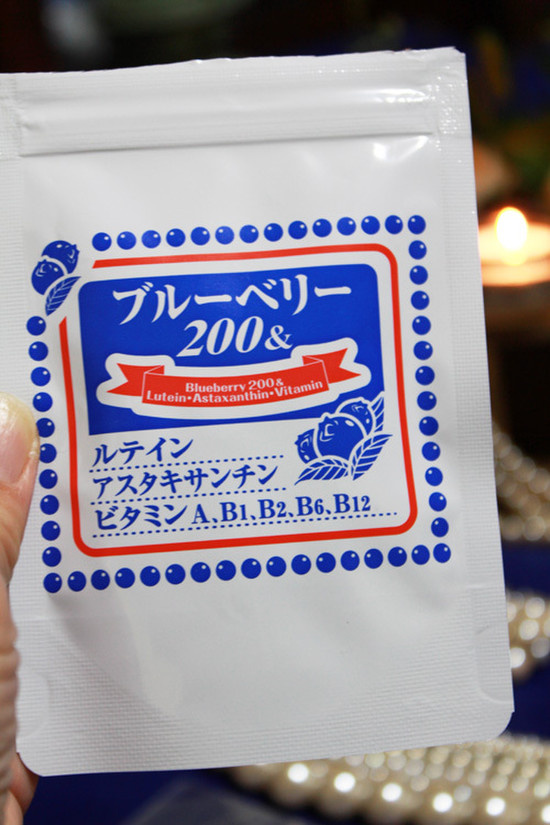 ブルーベリー
200&
Blueberry 200&
Lutein・Astaxanthin・Vitamin
ルテイン
アスタキサンチン
ビタミンA、B1、B2、B6、B12